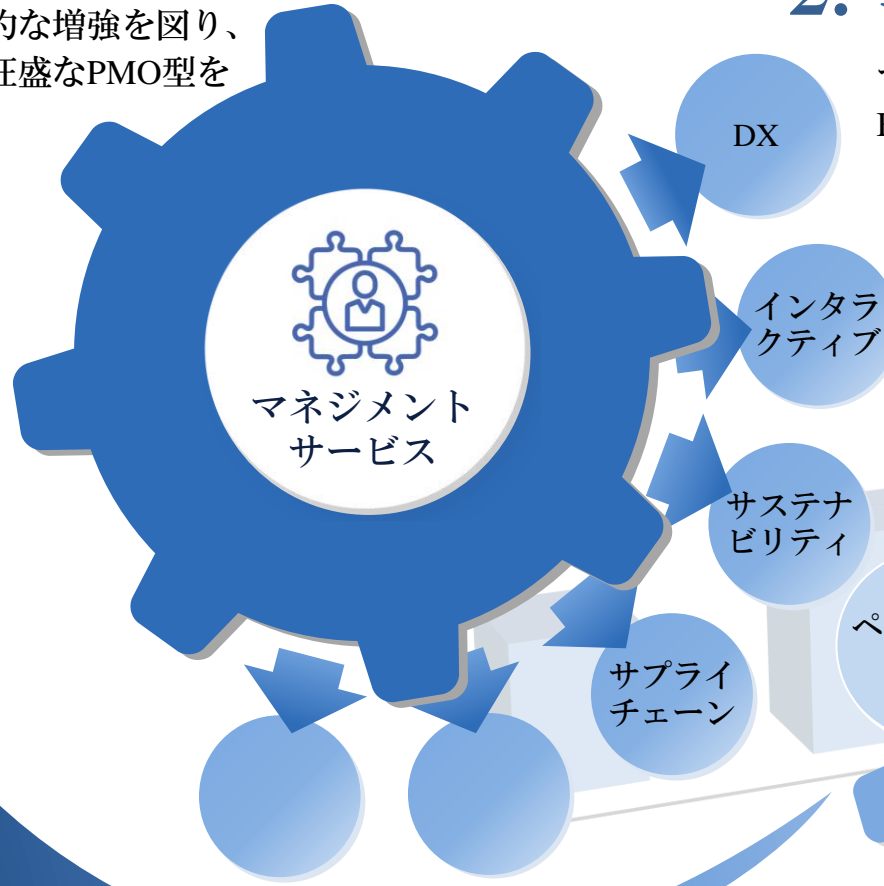 的な増強を図り、
旺盛なPMO型を
2.
DX
インタラ
クティブ
マネジメント
サービス
サステナ
ビリティ
ペ
サプライ
チェーン